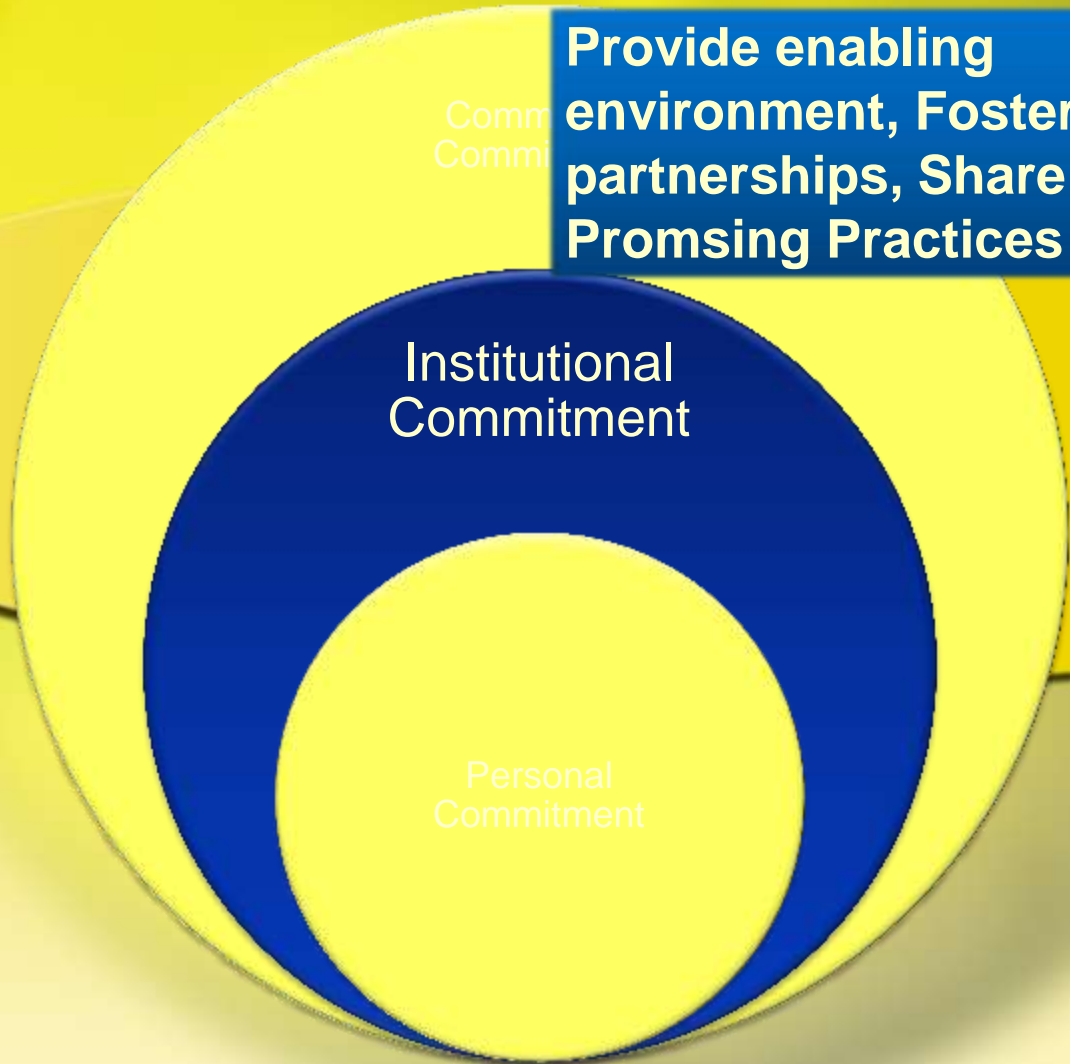 Provide enabling
environment, Foster
partnerships, Share
Promsing Practices
Institutional
Commitment
Personal
Commitment